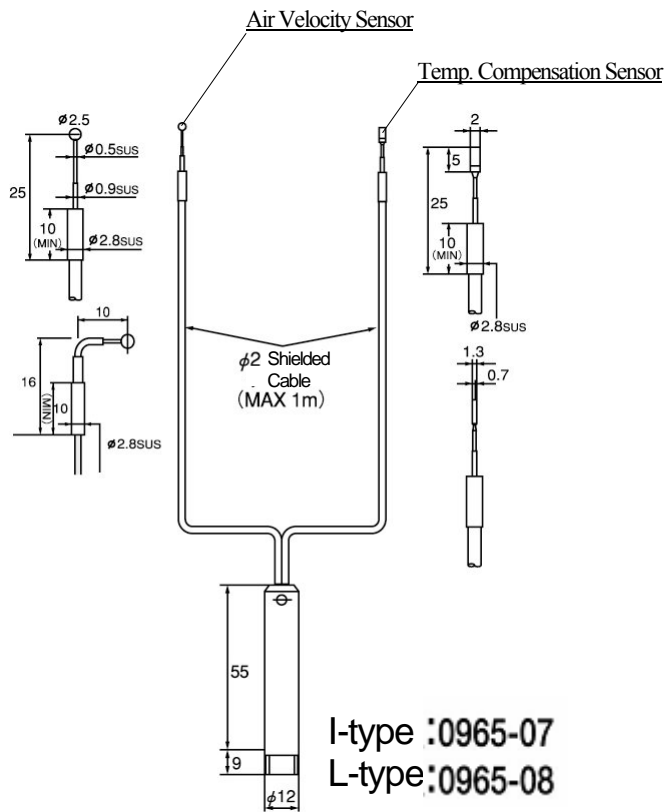 Air Velocity Sensor
Temp. Compensation Sensor
ø2.5
ø0.5SUS
25
ø0.9SUS
10
(MIN)
ø2.8SUS
2
5
25
10
(MIN)
ø2.8SUS
10
16
(MIN)
10
ø2.8SUS
φ2 Shielded
Cable
(MAX 1m)
1.3
0.7
55
9
φ12
I-type :0965-07
L-type:0965-08